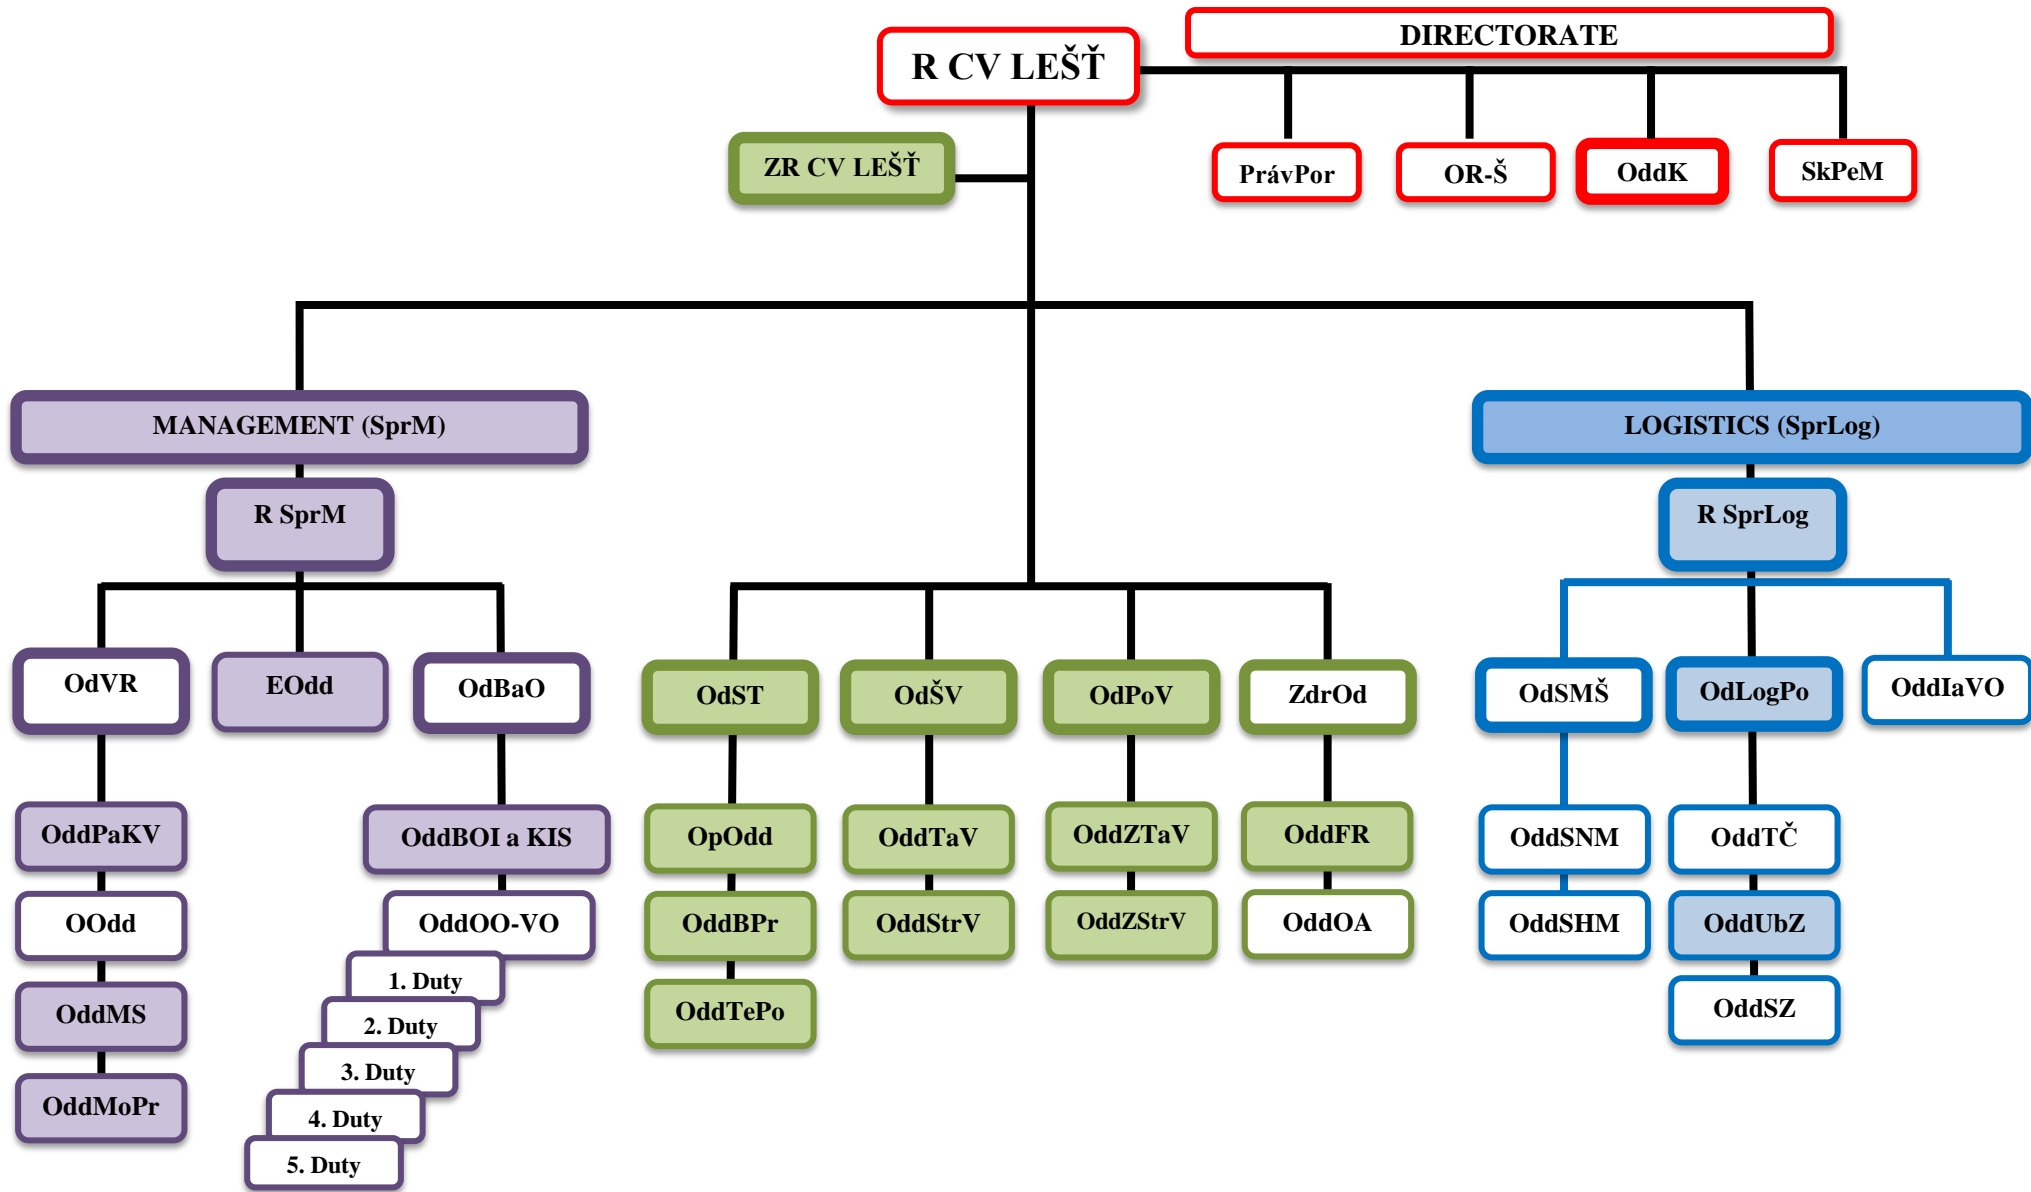 DIRECTORATE
R CV LEŠŤ
PrávPor
OR-Š
OddK
SkPeM
ZR CV LEŠŤ
MANAGEMENT (SprM)
LOGISTICS (SprLog)
R SprM
R SprLog
OdVR
EOdd
OdBaO
OdST
OdŠV
OdPoV
ZdrOd
OdSMŠ
OdLogPo
OddIaVO
OddPaKV
OddBOI a KIS
OpOdd
OddTaV
OddZTaV
OddFR
OddSNM
OddTČ
OOdd
OddOO-VO
OddBPr
OddStrV
OddZStrV
OddOA
OddSHM
OddUbZ
1. Duty
OddMS
2. Duty
OddTePo
OddSZ
3. Duty
OddMoPr
4. Duty
5. Duty